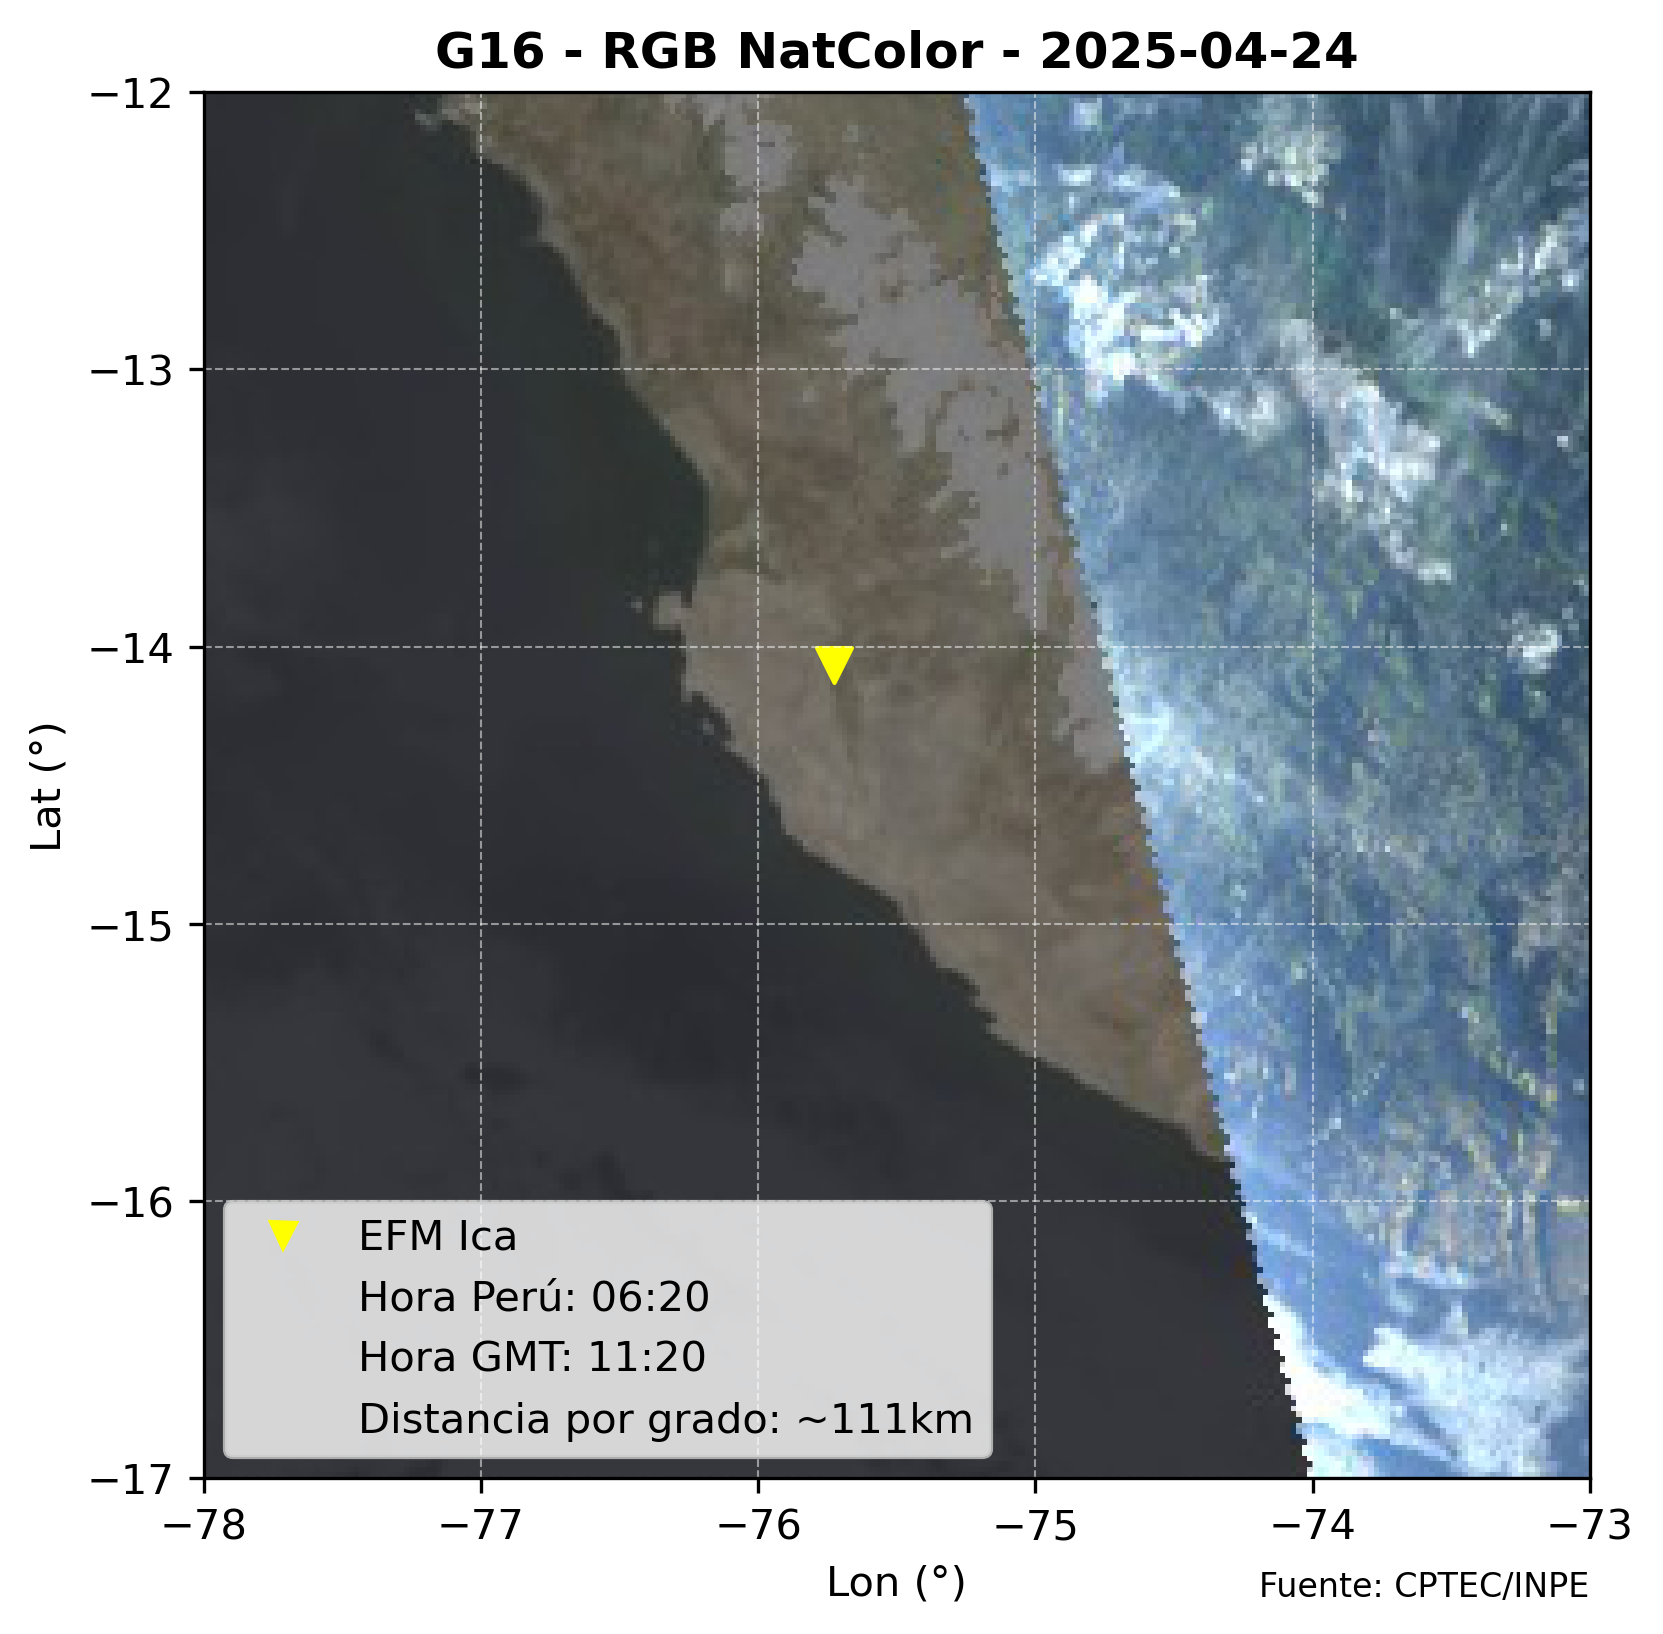 G16 - RGB NatColor - 2025-04-24
−12
−13
−14
−15
−16
−17
Lat (°)
EFM Ica
Hora Perú: 06:20
Hora GMT: 11:20
Distancia por grado: ~111km
−78
−77
−76
−75
−74
−73
Lon (°)
Fuente: CPTEC/INPE